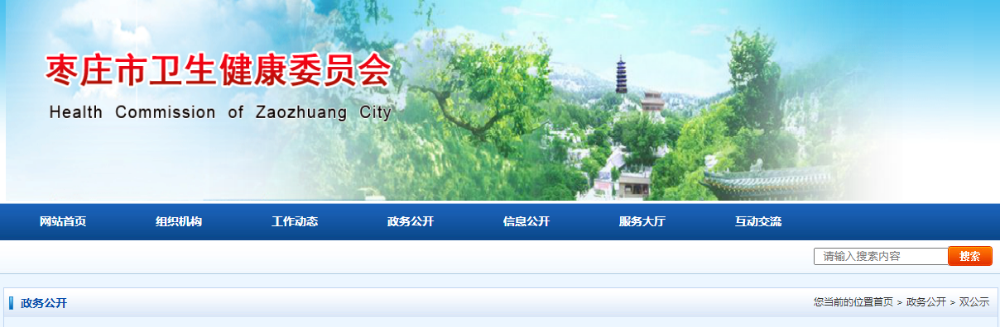 枣庄市卫生健康委员会
Health Commission of Zaozhuang City
网站首页 组织机构 工作动态 政务公开 信息公开 服务大厅 互动交流
请输入搜索内容 搜索
政务公开 您当前的位置首页 > 政务公开 > 双公示